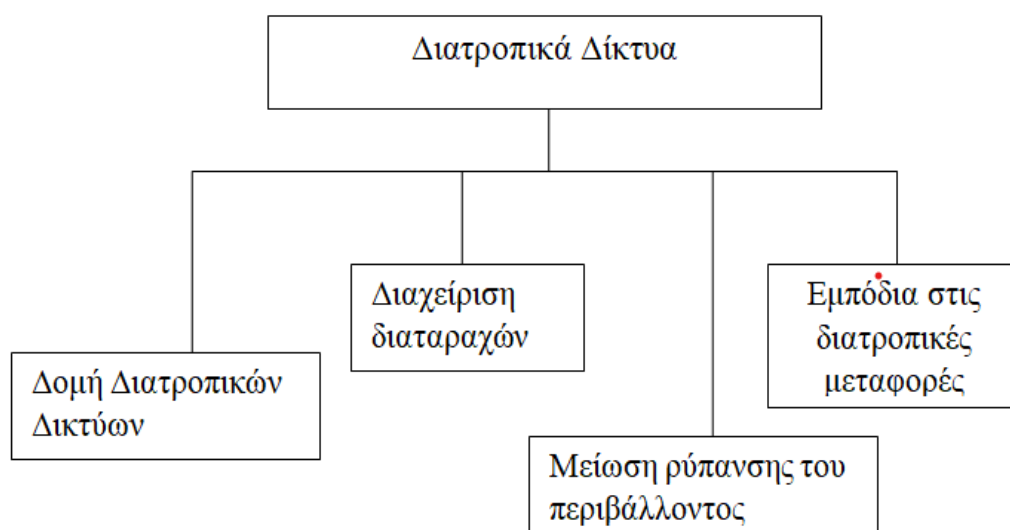 Διατροπικά Δίκτυα
Διαχείριση
διαταραχών
Εμπόδια στις
διατροπικές
μεταφορές
Δομή Διατροπικών
Δικτύων
Μείωση ρύπανσης του
περιβάλλοντος